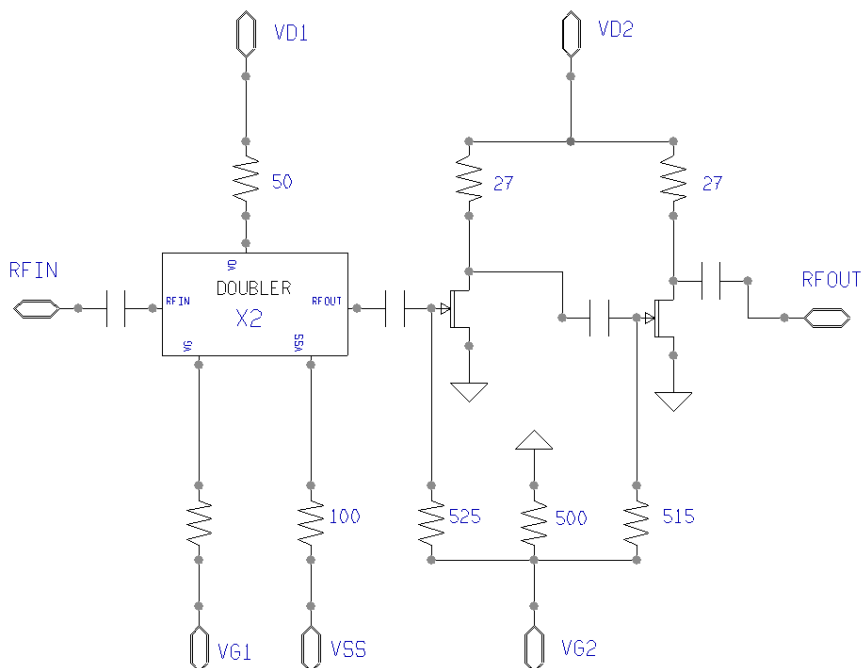 VD1
VD2
50
27
27
RFIN
VD
DOUBLER
X2
RFIN
RFOUT
VG
VSS
RFOUT
100
525
500
515
VG1
VSS
VG2